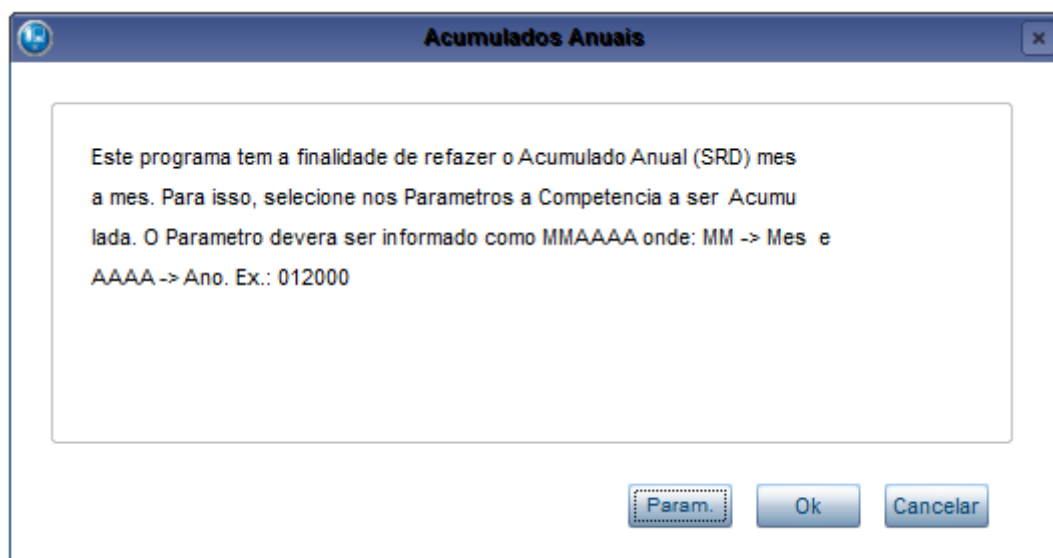 Acumulados Anuais
Este programa tem a finalidade de refazer o Acumulado Anual (SRD) mes
a mes. Para isso, selecione nos Parametros a Competencia a ser Acumu
lada. O Parametro devera ser informado como MMAAAA onde: MM -> Mes e
AAAA -> Ano. Ex.: 012000
Param. Ok Cancelar